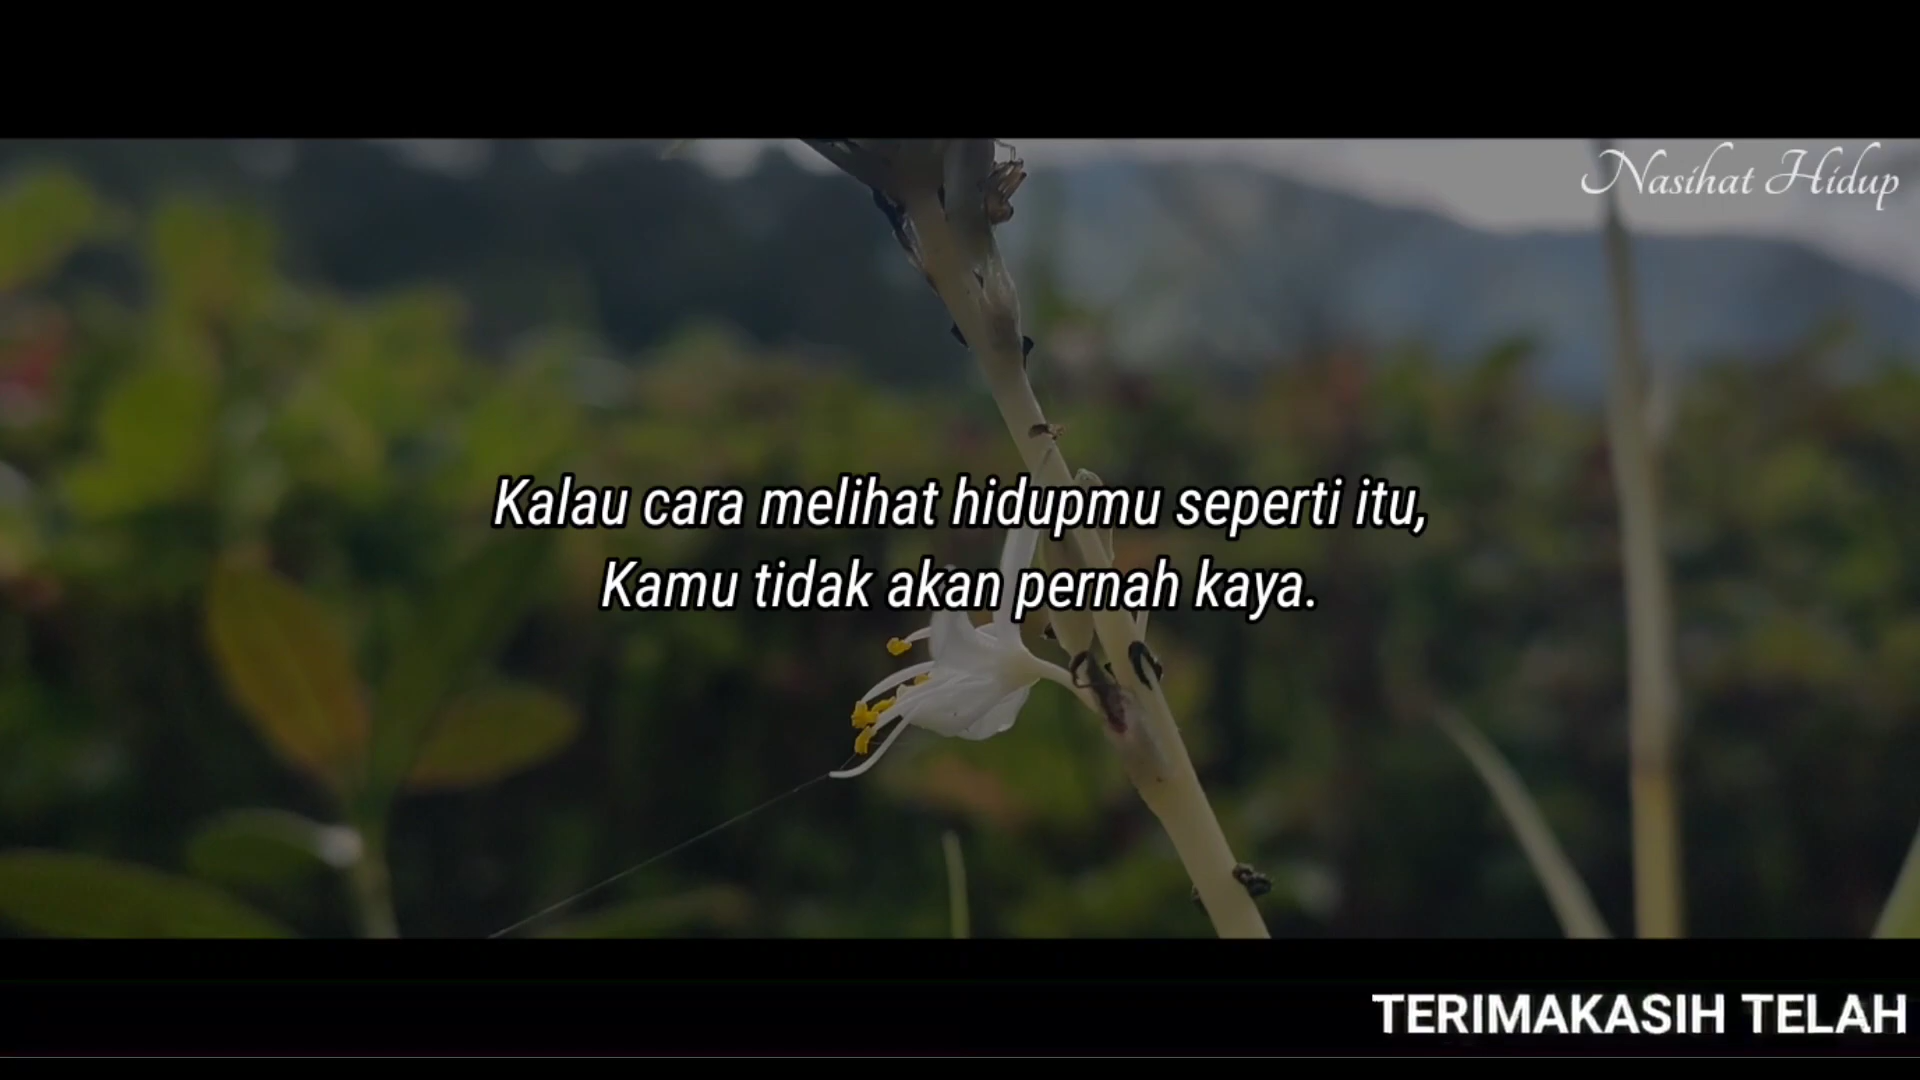 Nasihat Hidup
Kalau cara melihat hidupmu seperti itu,
Kamu tidak akan pernah kaya.
TERIMAKASIH TELAH